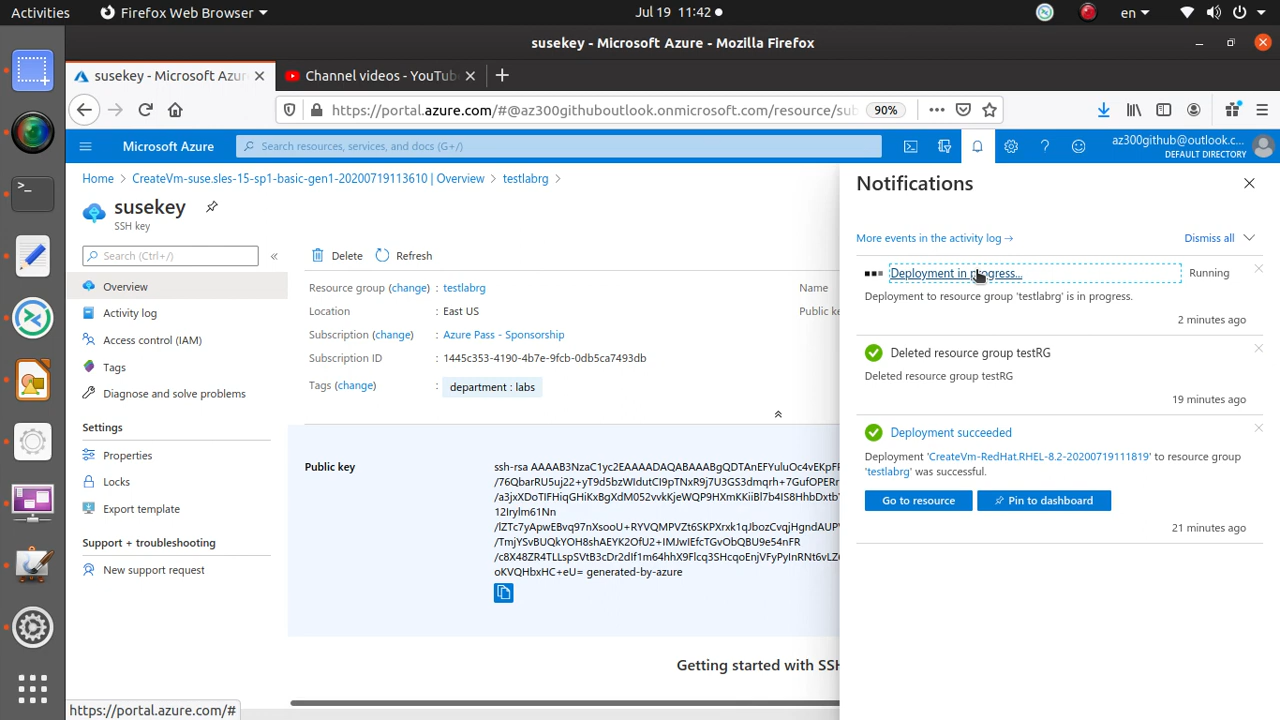 Activities
Firefox Web Browser
Jul 19 11:42
en
susekey - Microsoft Azure - Mozilla Firefox
susekey - Microsoft Azur
Channel videos - YouTub
https://portal.azure.com/#@az300githuboutlook.onmicrosoft.com/resource/sub
90%
Microsoft Azure
Search resources, services, and docs (G+/)
az300github@outlook.c...
DEFAULT DIRECTORY
Home
CreateVm-suse.sles-15-sp1-basic-gen1-20200719113610 | Overview
testlabrg
susekey
SSH key
Search (Ctrl+/)
Overview
Activity log
Access control (IAM)
Tags
Diagnose and solve problems
Settings
Properties
Locks
Export template
Support + troubleshooting
New support request
Delete
Refresh
Resource group (change) : testlabrg
Location : East US
Subscription (change) : Azure Pass - Sponsorship
Subscription ID : 1445c353-4190-4b7e-9fcb-0db5ca7493db
Tags (change) : department : labs
Name
Public ke
Public key
ssh-rsa
12Irylm61Nn
oKVQHbxHC+eU= generated-by-azure
Getting started with SSH
Notifications
More events in the activity log →
Dismiss all
Deployment in progress...
Running
Deployment to resource group 'testlabrg' is in progress.
2 minutes ago
Deleted resource group testRG
Deleted resource group testRG
19 minutes ago
Deployment succeeded
Deployment 'CreateVm-RedHat.RHEL-8.2-20200719111819' to resource group
'testlabrg' was successful.
Go to resource
Pin to dashboard
21 minutes ago
https://portal.azure.com/#